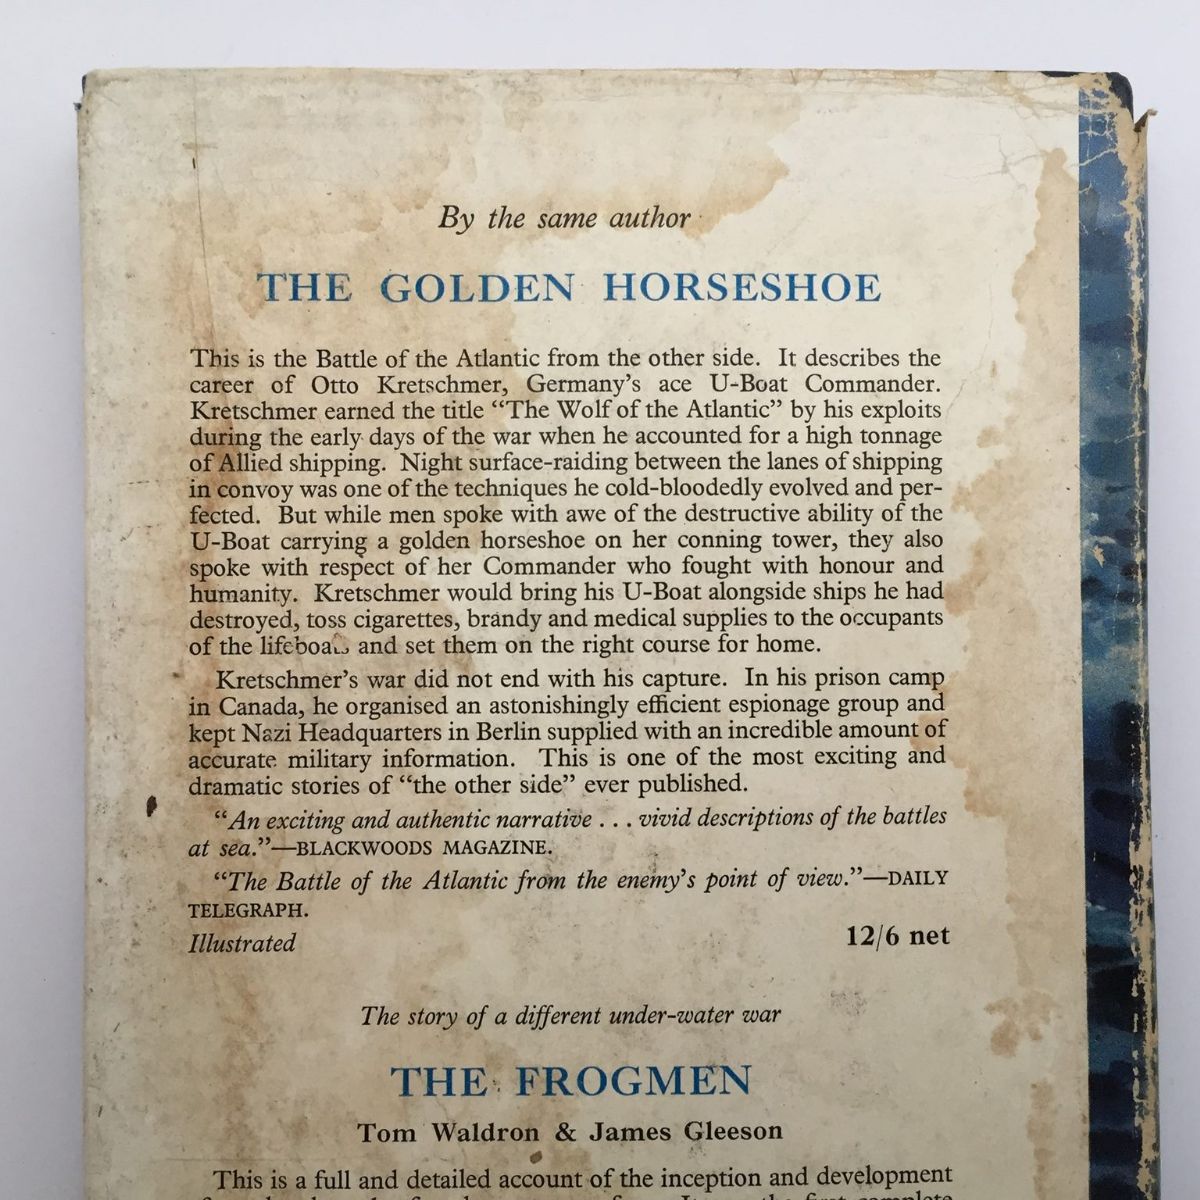 By the same author
THE GOLDEN HORSESHOE
This is the Battle of the Atlantic from the other side. It describes the
career of Otto Kretschmer, Germany's ace U-Boat Commander.
Kretschmer earned the title “The Wolf of the Atlantic” by his exploits
during the early days of the war when he accounted for a high tonnage
of Allied shipping. Night surface-raiding between the lanes of shipping
in convoy was one of the techniques he cold-bloodedly evolved and per-
fected. But while men spoke with awe of the destructive ability of the
U-Boat carrying a golden horseshoe on her conning tower, they also
spoke with respect of her Commander who fought with honour and
humanity. Kretschmer would bring his U-Boat alongside ships he had
destroyed, toss cigarettes, brandy and medical supplies to the occupants
of the lifeboats and set them on the right course for home.
Kretschmer's war did not end with his capture. In his prison camp
in Canada, he organised an astonishingly efficient espionage group and
kept Nazi Headquarters in Berlin supplied with an incredible amount of
accurate military information. This is one of the most exciting and
dramatic stories of “the other side” ever published.
“An exciting and authentic narrative . . . vivid descriptions of the battles
at sea.”—BLACKWOODS MAGAZINE.
“The Battle of the Atlantic from the enemy's point of view.”—DAILY
TELEGRAPH.
Illustrated 12/6 net
The story of a different under-water war
THE FROGMEN
Tom Waldron & James Gleeson
This is a full and detailed account of the inception and development